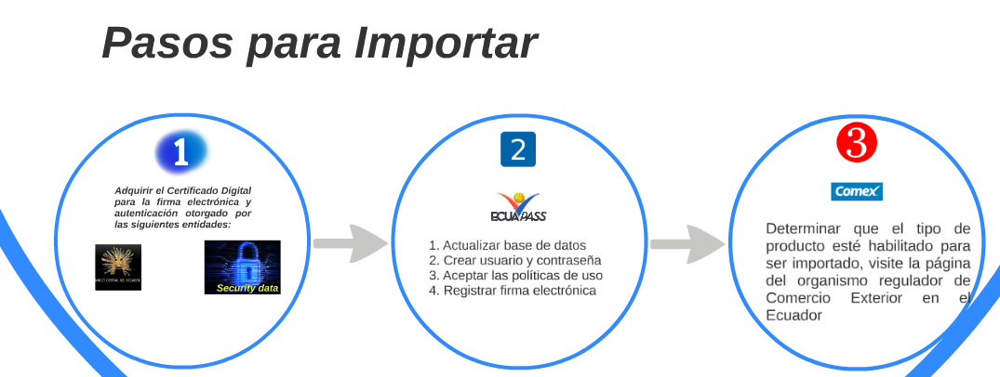 Pasos para Importar
1
Adquirir el Certificado Digital
para la firma electrónica y
autenticación otorgado por
las siguientes entidades:
BANCO CENTRAL DEL ECUADOR
Security data
2
ECUAPASS
1. Actualizar base de datos
2. Crear usuario y contraseña
3. Aceptar las políticas de uso
4. Registrar firma electrónica
3
Comex
Determinar que el tipo de
producto esté habilitado para
ser importado, visite la página
del organismo regulador de
Comercio Exterior en el
Ecuador